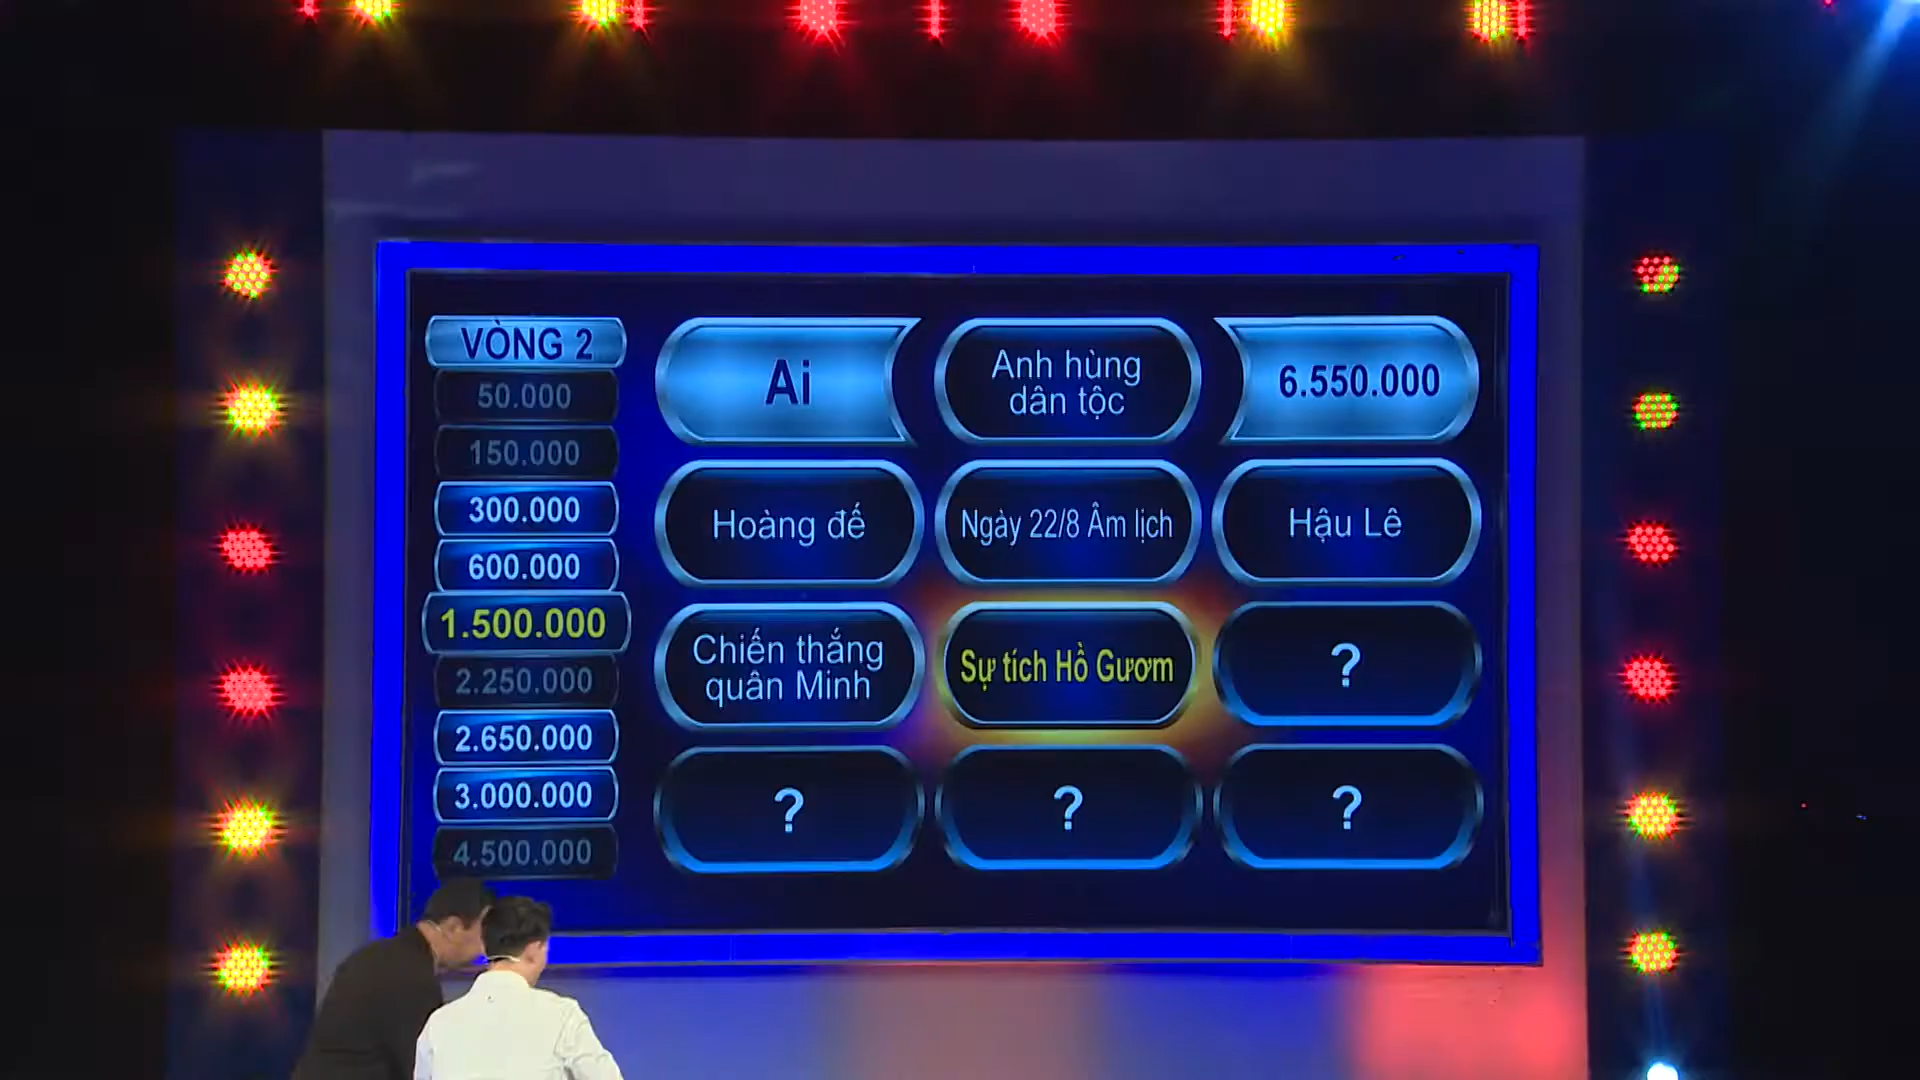 VÒNG 2
50.000
150.000
300.000
600.000
1.500.000
2.250.000
2.650.000
3.000.000
4.500.000
Ai
Anh hùng
dân tộc
6.550.000
Hoàng đế
Ngày 22/8 Âm lịch
Hậu Lê
Chiến thắng
quân Minh
Sự tích Hồ Gươm
?
?
?
?